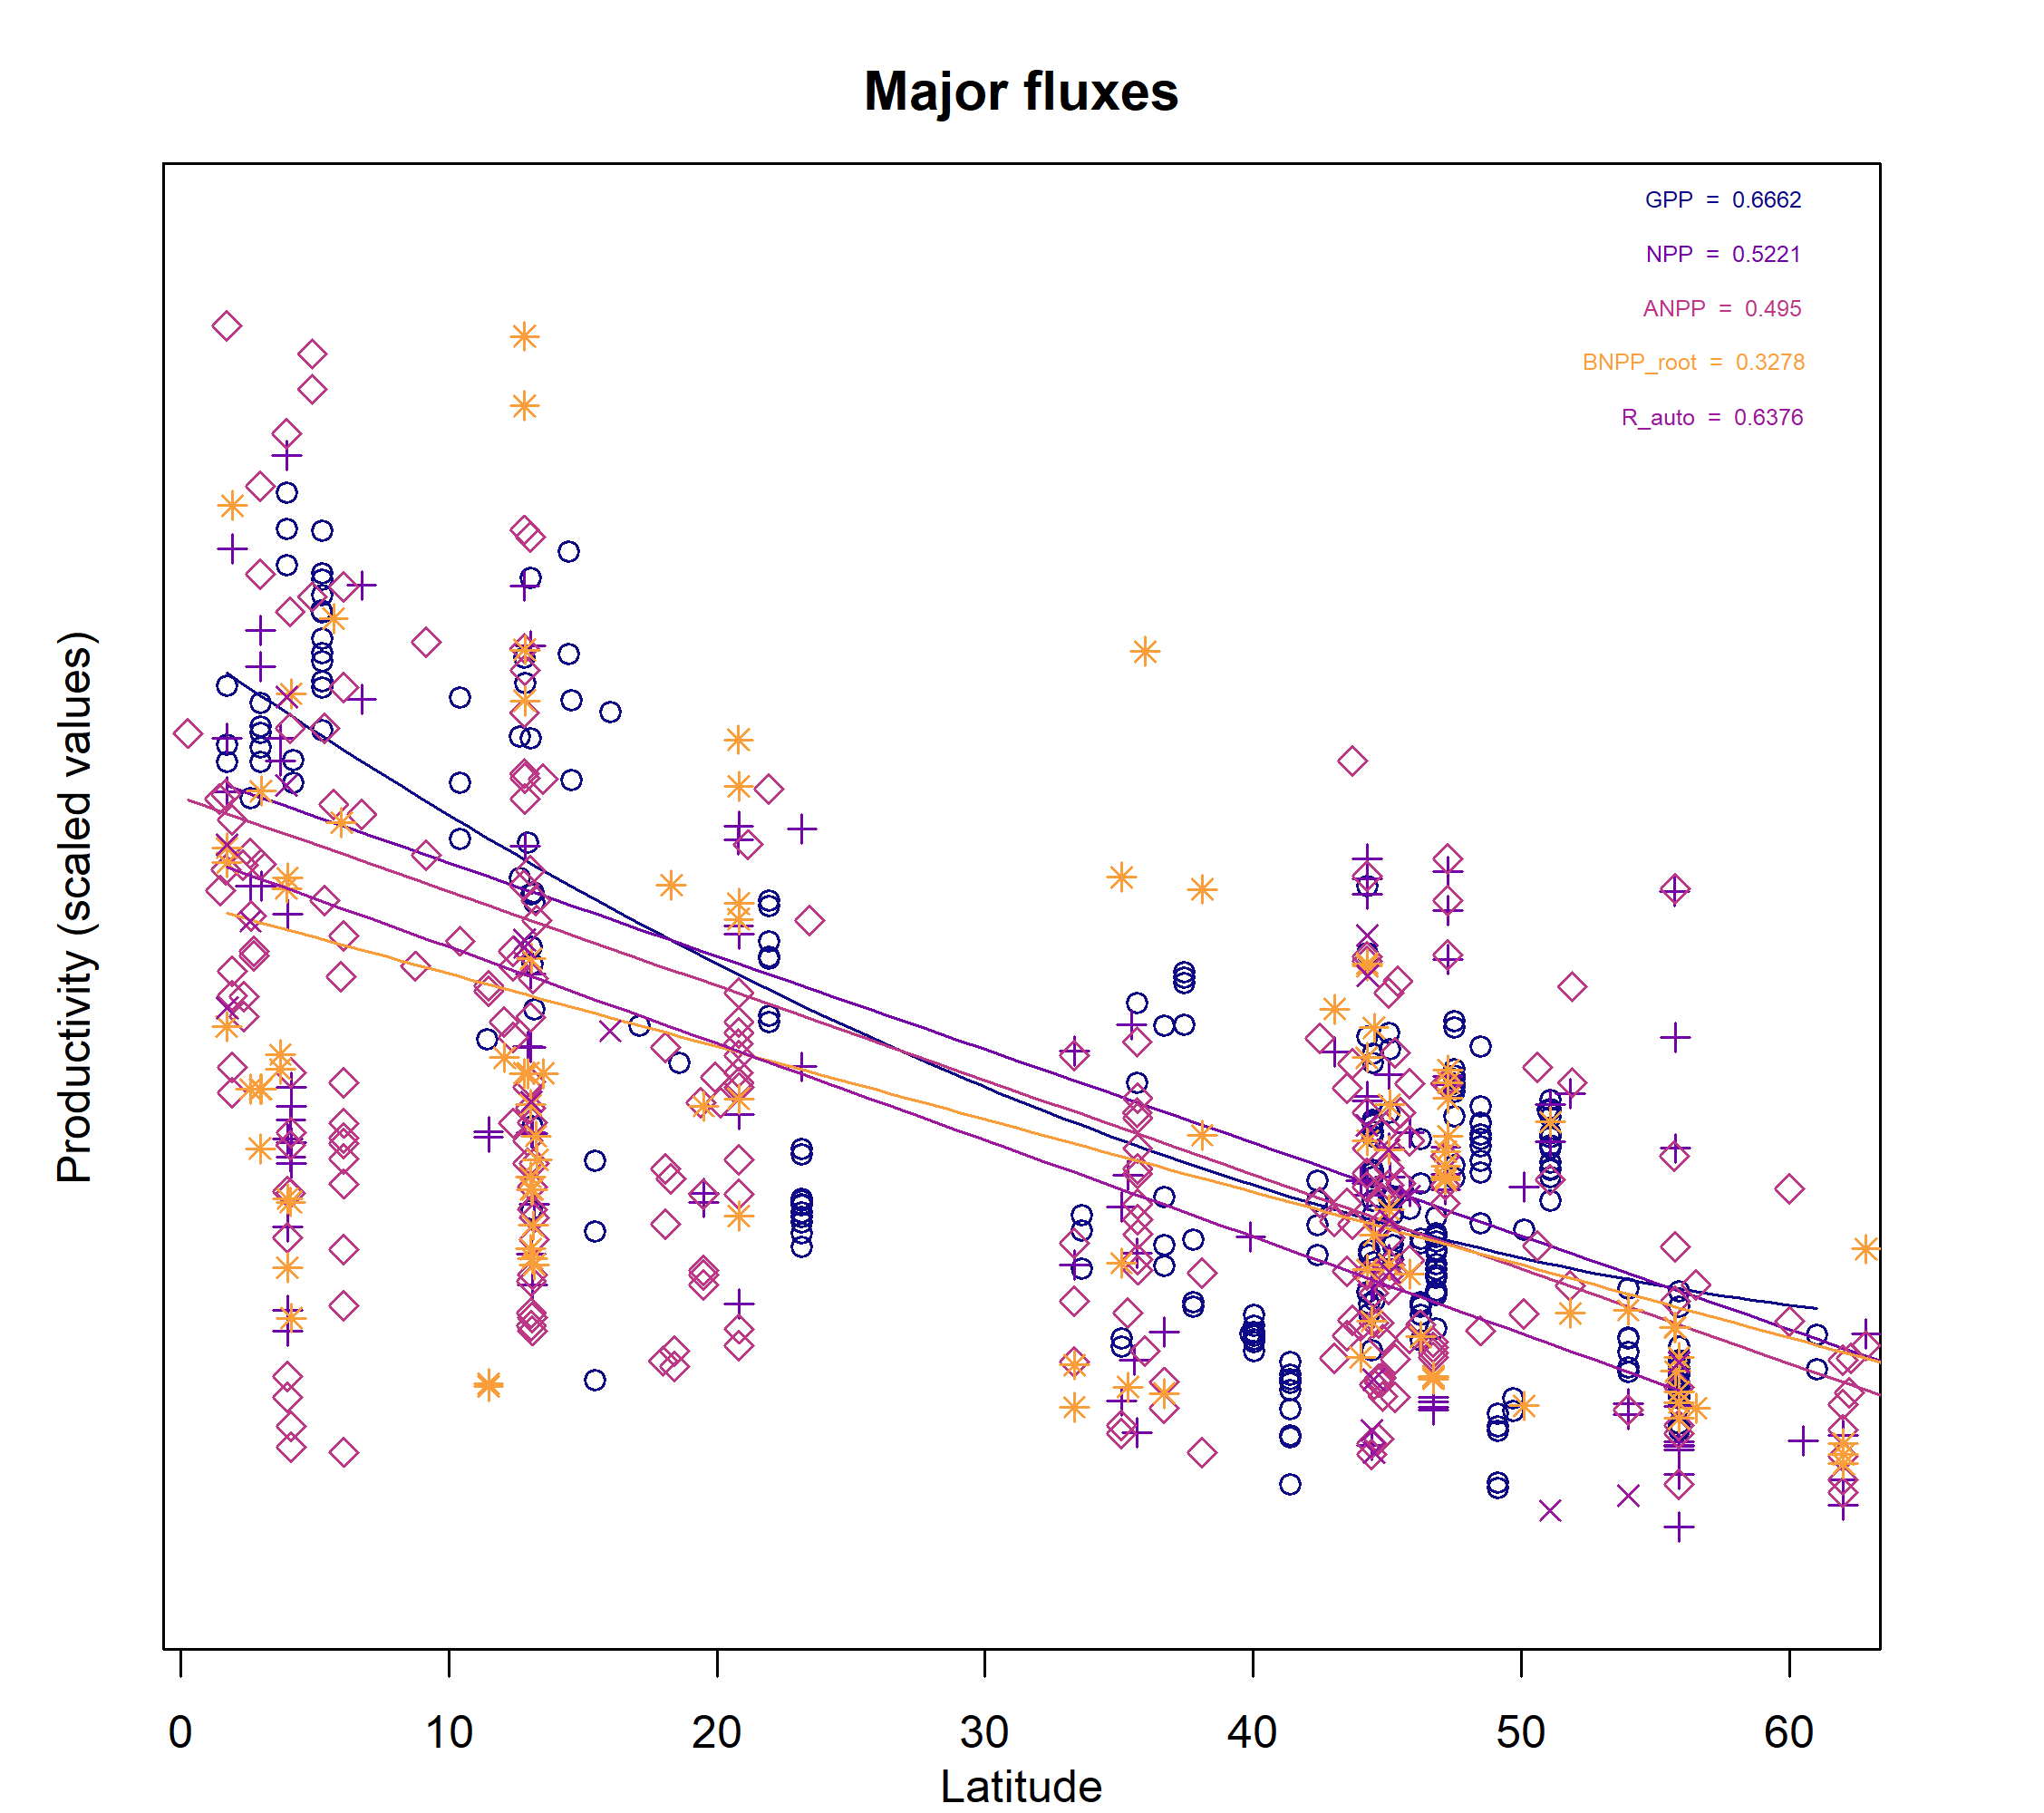 Major fluxes
GPP = 0.6662
NPP = 0.5221
ANPP = 0.495
BNPP_root = 0.3278
R_auto = 0.6376
Productivity (scaled values)
0 10 20 30 40 50 60
Latitude